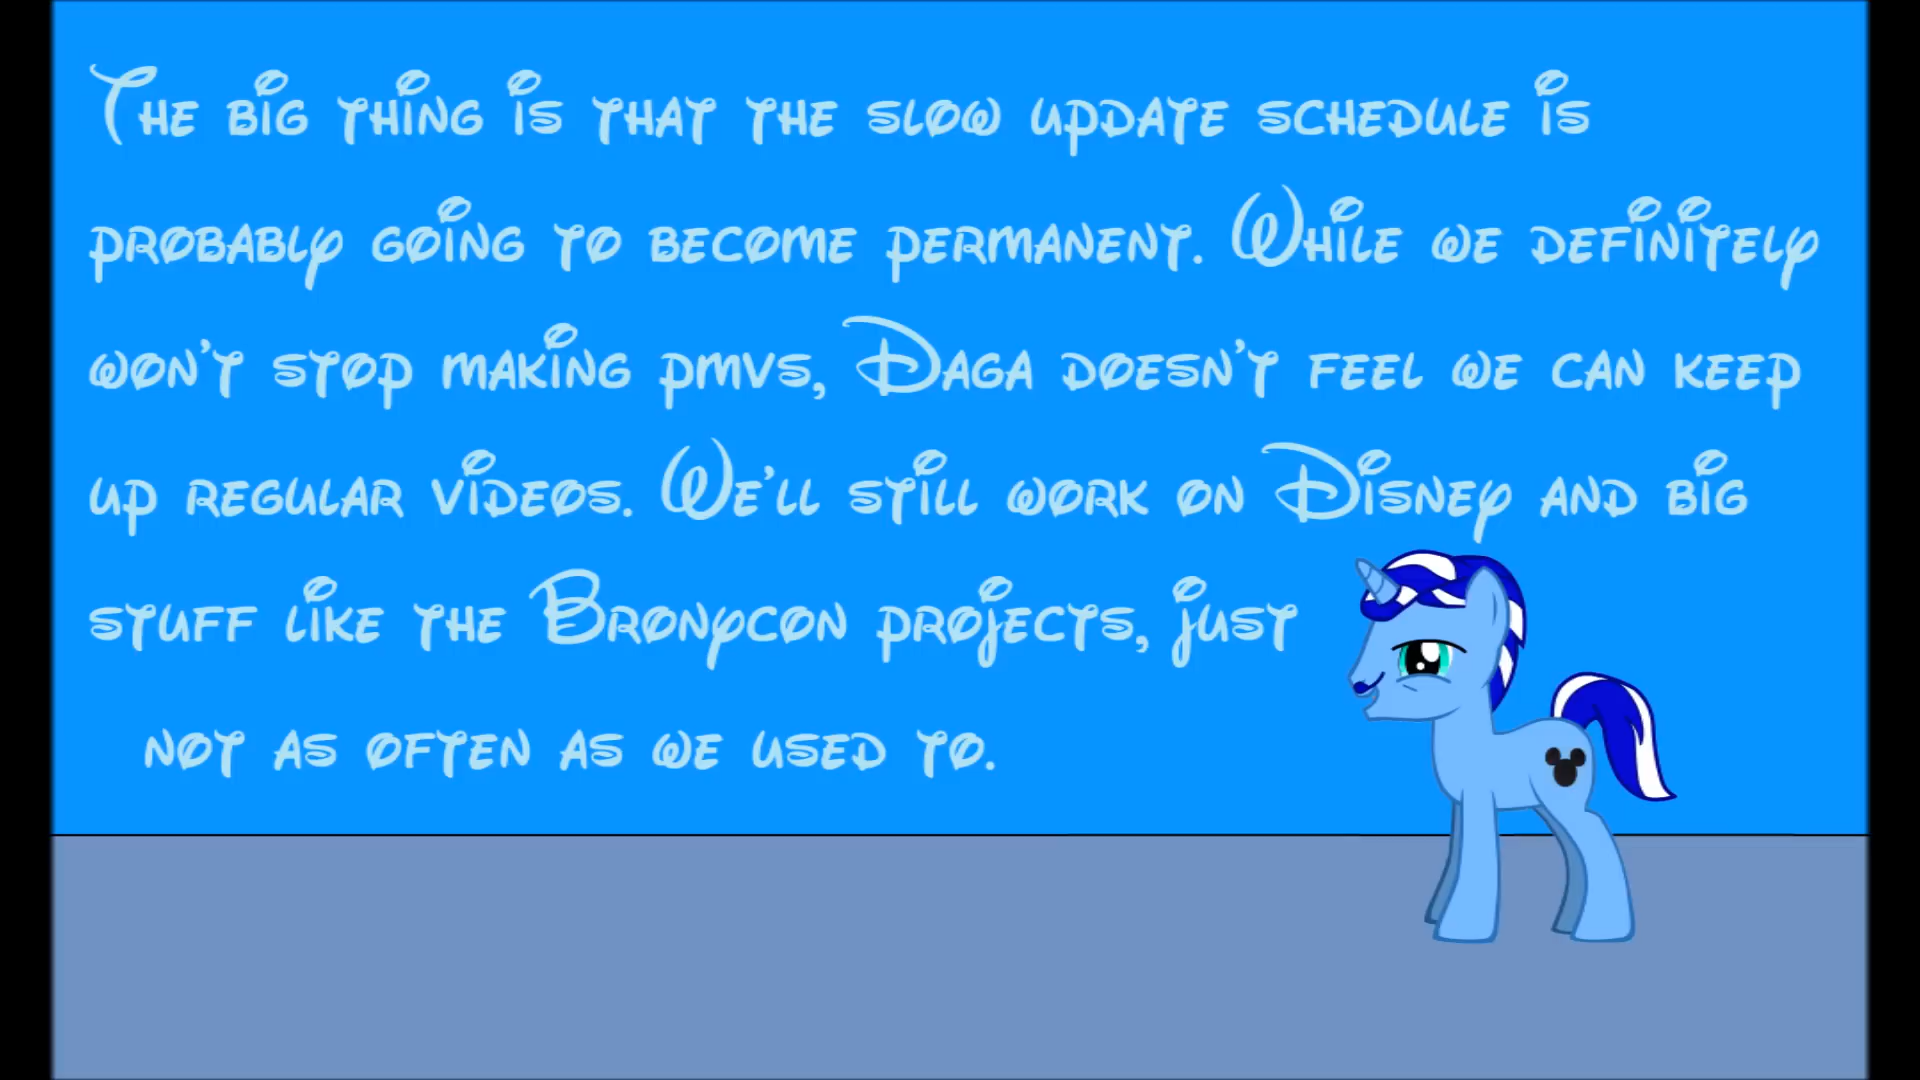 The big thing is that the slow update schedule is
probably going to become permanent. While we definitely
won't stop making pmvs, Daga doesn't feel we can keep
up regular videos. We'll still work on Disney and big
stuff like the Bronycon projects, just
not as often as we used to.